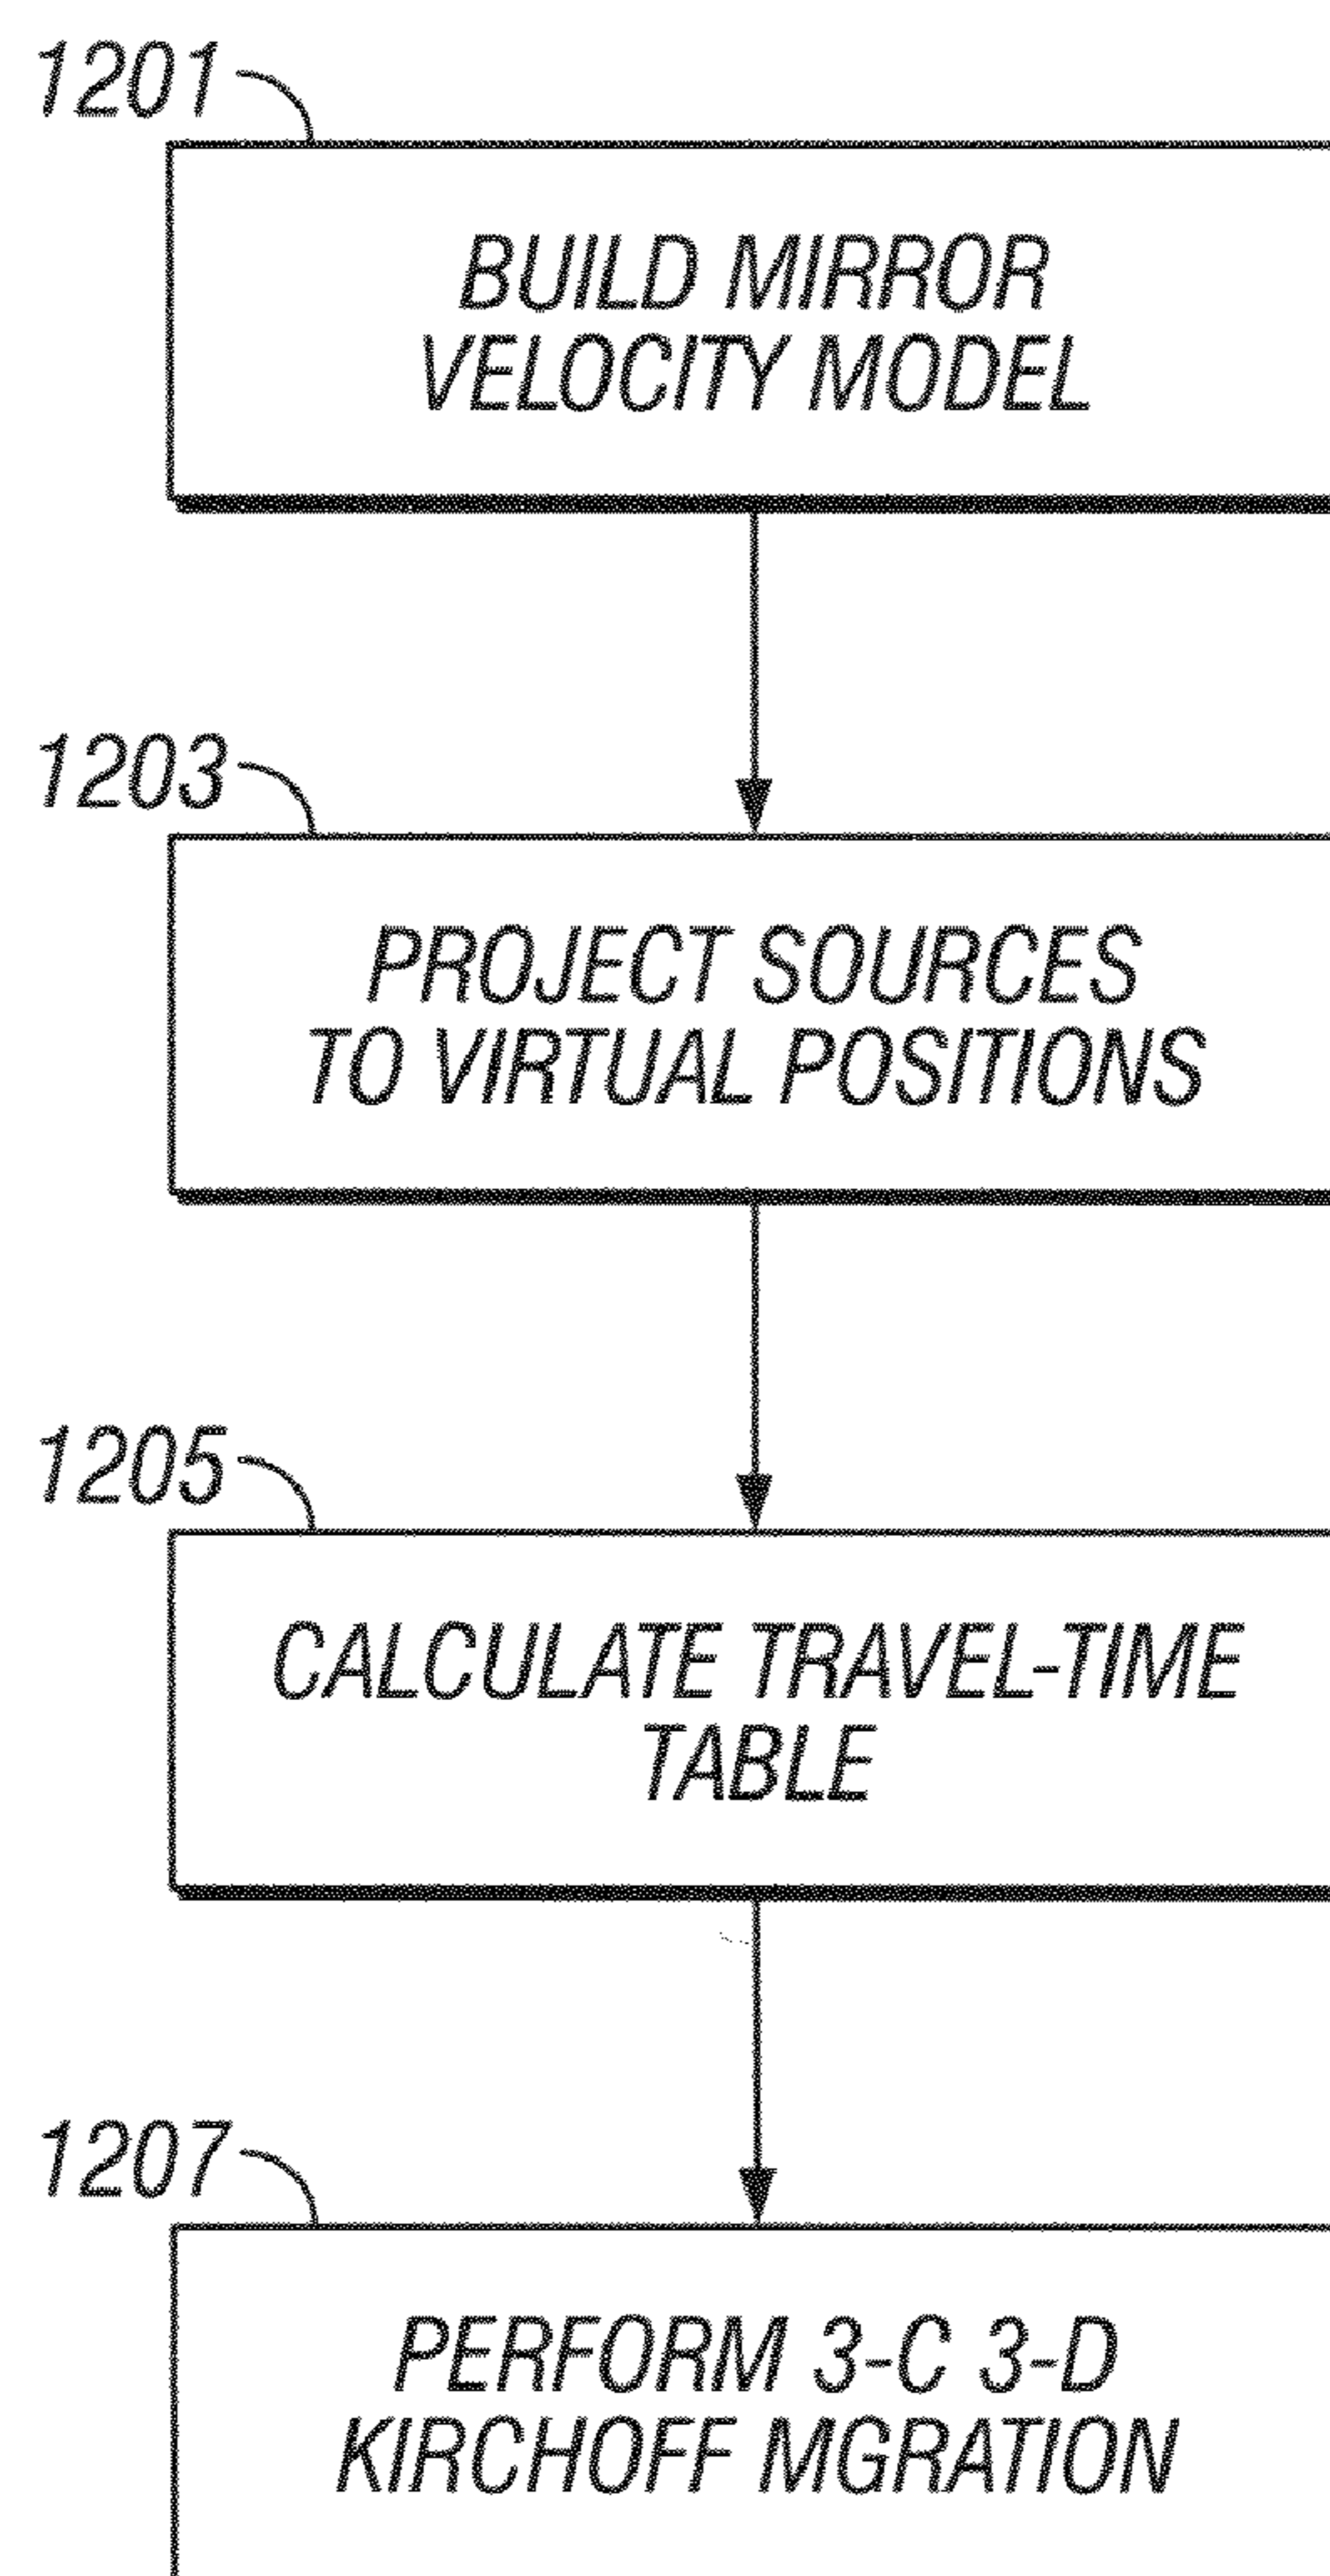 1201
BUILD MIRROR
VELOCITY MODEL
1203
PROJECT SOURCES
TO VIRTUAL POSITIONS
1205
CALCULATE TRAVEL-TIME
TABLE
1207
PERFORM 3-C 3-D
KIRCHOFF MGRATION